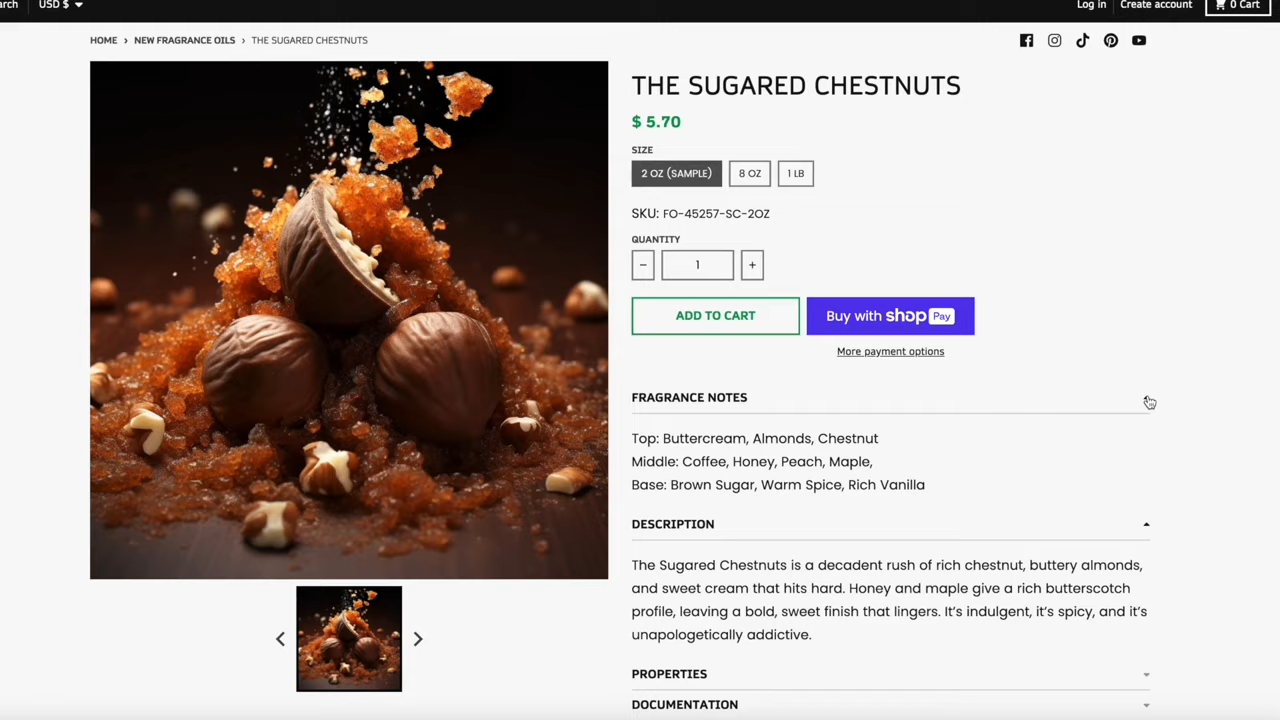 USD $
Log in
Create account
0 Cart
HOME › NEW FRAGRANCE OILS › THE SUGARED CHESTNUTS
THE SUGARED CHESTNUTS
$ 5.70
SIZE
2 OZ (SAMPLE)
8 OZ
1 LB
SKU: FO-45257-SC-2OZ
QUANTITY
− 1 +
ADD TO CART
Buy with shop Pay
More payment options
FRAGRANCE NOTES
Top: Buttercream, Almonds, Chestnut
Middle: Coffee, Honey, Peach, Maple,
Base: Brown Sugar, Warm Spice, Rich Vanilla
DESCRIPTION
The Sugared Chestnuts is a decadent rush of rich chestnut, buttery almonds,
and sweet cream that hits hard. Honey and maple give a rich butterscotch
profile, leaving a bold, sweet finish that lingers. It’s indulgent, it’s spicy, and it’s
unapologetically addictive.
PROPERTIES
DOCUMENTATION